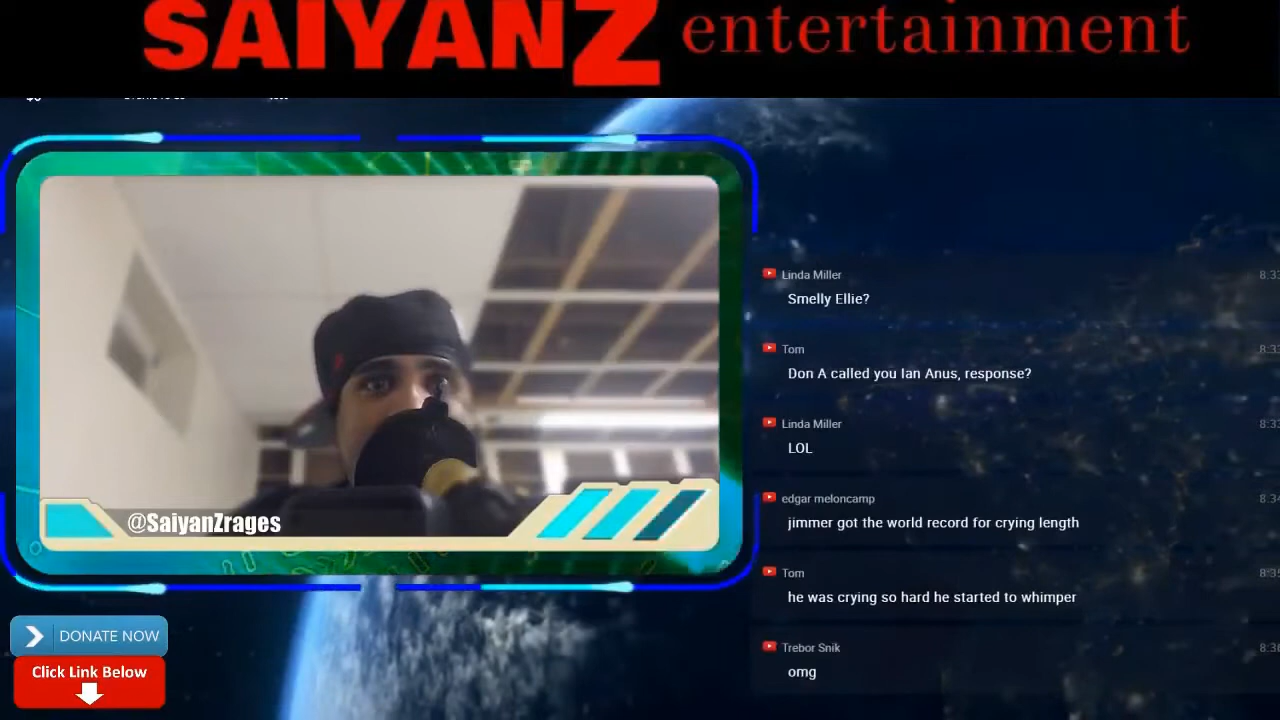 SAIYANZ entertainment
@SaiyanZrages
DONATE NOW
Click Link Below
Linda Miller
Smelly Ellie?
Tom
Don A called you Ian Anus, response?
Linda Miller
LOL
edgar meloncamp
jimmer got the world record for crying length
Tom
he was crying so hard he started to whimper
Trebor Snik
omg